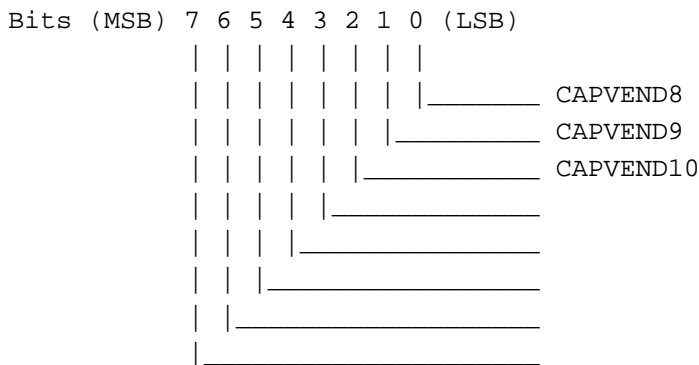 Bits (MSB) 7 6 5 4 3 2 1 0 (LSB)
CAPVEND8
CAPVEND9
CAPVEND10